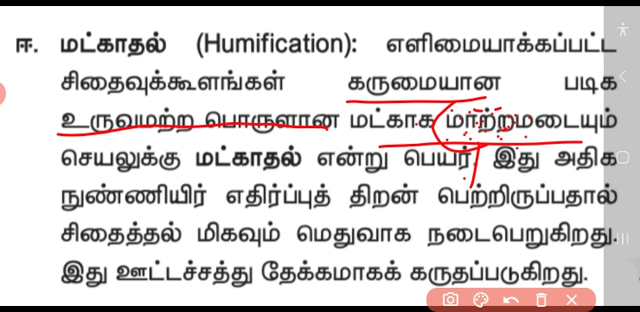 ஈ. மட்காதல் (Humification): எளிமையாக்கப்பட்ட
சிதைவுக்கூளங்கள் கருமையான படிக
உருவமற்ற பொருளான மட்காக மாற்றமடையும்
செயலுக்கு மட்காதல் என்று பெயர். இது அதிக
நுண்ணியிர் எதிர்ப்புத் திறன் பெற்றிருப்பதால்
சிதைத்தல் மிகவும் மெதுவாக நடைபெறுகிறது.
இது ஊட்டச்சத்து தேக்கமாகக் கருதப்படுகிறது.